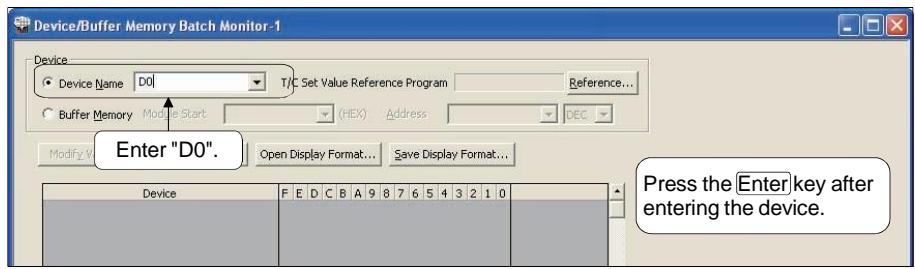 Device/Buffer Memory Batch Monitor-1
Device
Device Name D0 T/C Set Value Reference Program Reference...
Buffer Memory Module Start (HEX) Address DEC
Enter "D0".
Modify V Open Display Format... Save Display Format...
Press the Enter key after
entering the device.
Device F E D C B A 9 8 7 6 5 4 3 2 1 0